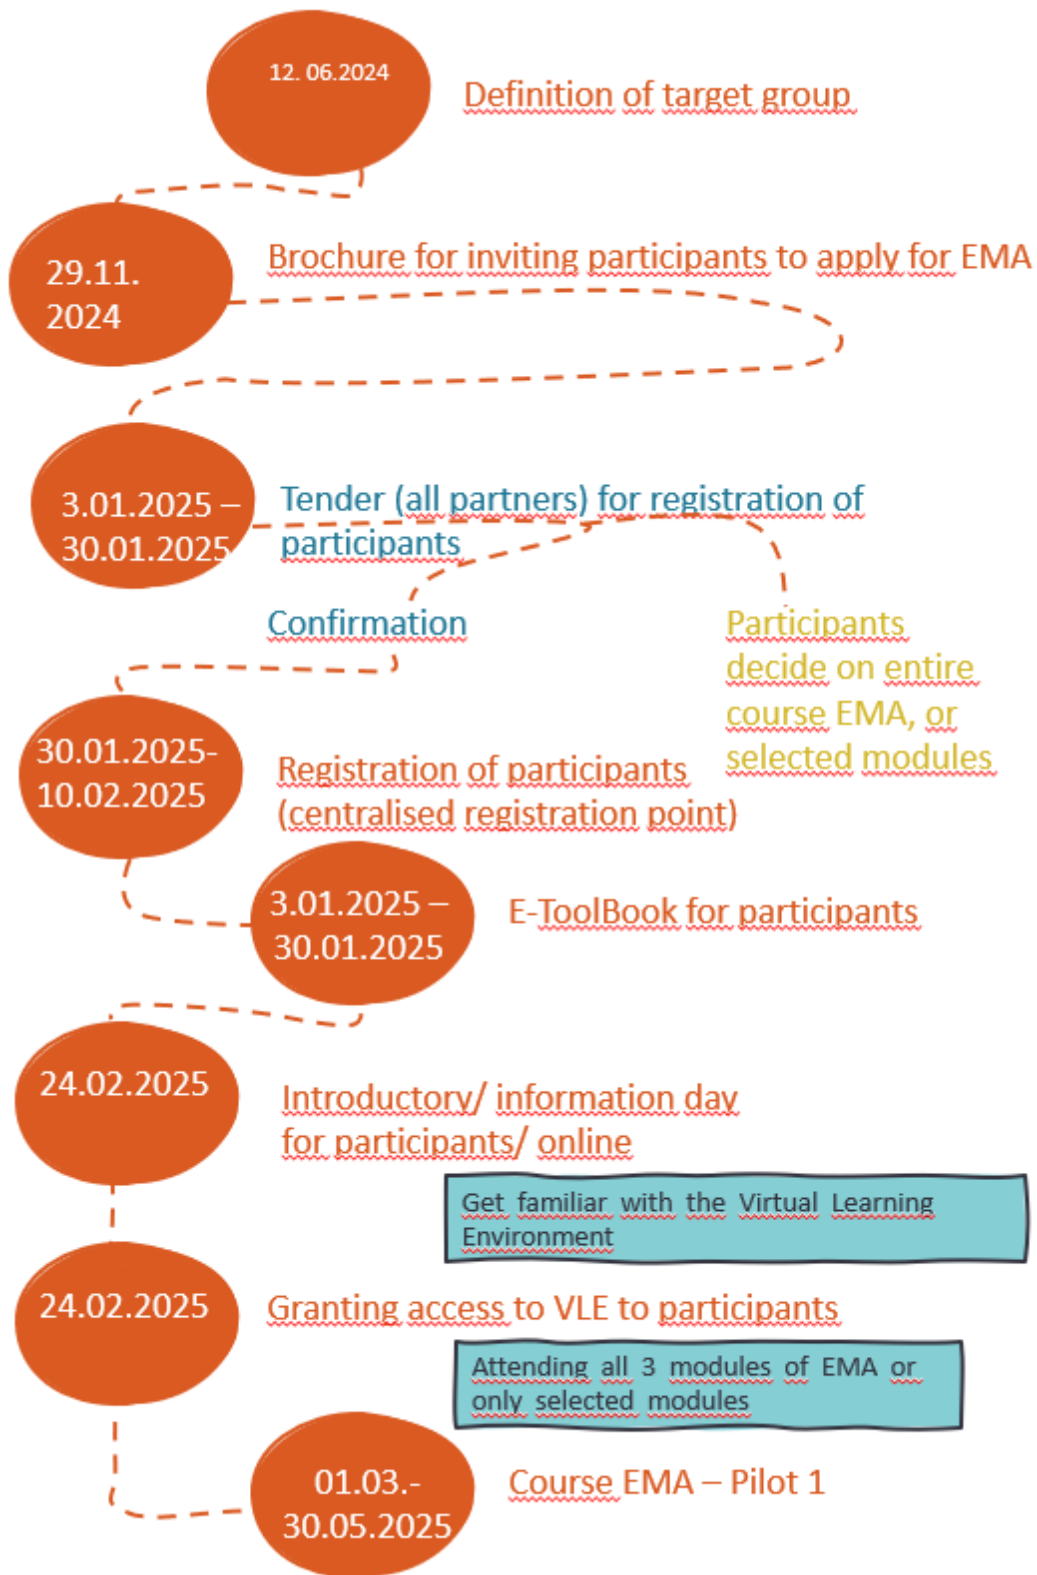 12. 06.2024
Definition of target group
29.11.
2024
Brochure for inviting participants to apply for EMA
3.01.2025 –
30.01.2025
Tender (all partners) for registration of
participants
Confirmation
Participants
decide on entire
course EMA, or
selected modules
30.01.2025-
10.02.2025
Registration of participants
(centralised registration point)
3.01.2025 –
30.01.2025
E-ToolBook for participants
24.02.2025
Introductory/ information day
for participants/ online
Get familiar with the Virtual Learning
Environment
24.02.2025
Granting access to VLE to participants
Attending all 3 modules of EMA or
only selected modules
01.03.-
30.05.2025
Course EMA – Pilot 1